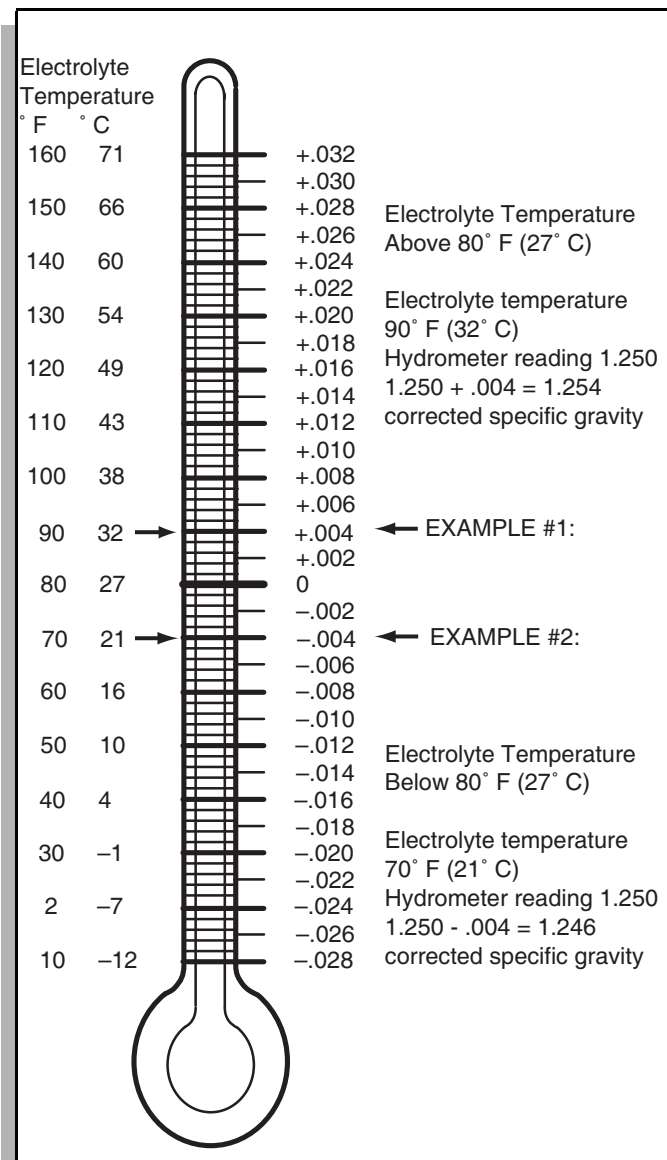 Electrolyte
Temperature
° F ° C
160 71 +.032
+.030
150 66 +.028
+.026
140 60 +.024
+.022
130 54 +.020
+.018
120 49 +.016
+.014
110 43 +.012
+.010
100 38 +.008
+.006
90 32 +.004
+.002
80 27 0
–.002
70 21 –.004
–.006
60 16 –.008
–.010
50 10 –.012
–.014
40 4 –.016
–.018
30 –1 –.020
–.022
2 –7 –.024
–.026
10 –12 –.028
Electrolyte Temperature
Above 80° F (27° C)
Electrolyte temperature
90° F (32° C)
Hydrometer reading 1.250
1.250 + .004 = 1.254
corrected specific gravity
EXAMPLE #1:
EXAMPLE #2:
Electrolyte Temperature
Below 80° F (27° C)
Electrolyte temperature
70° F (21° C)
Hydrometer reading 1.250
1.250 - .004 = 1.246
corrected specific gravity